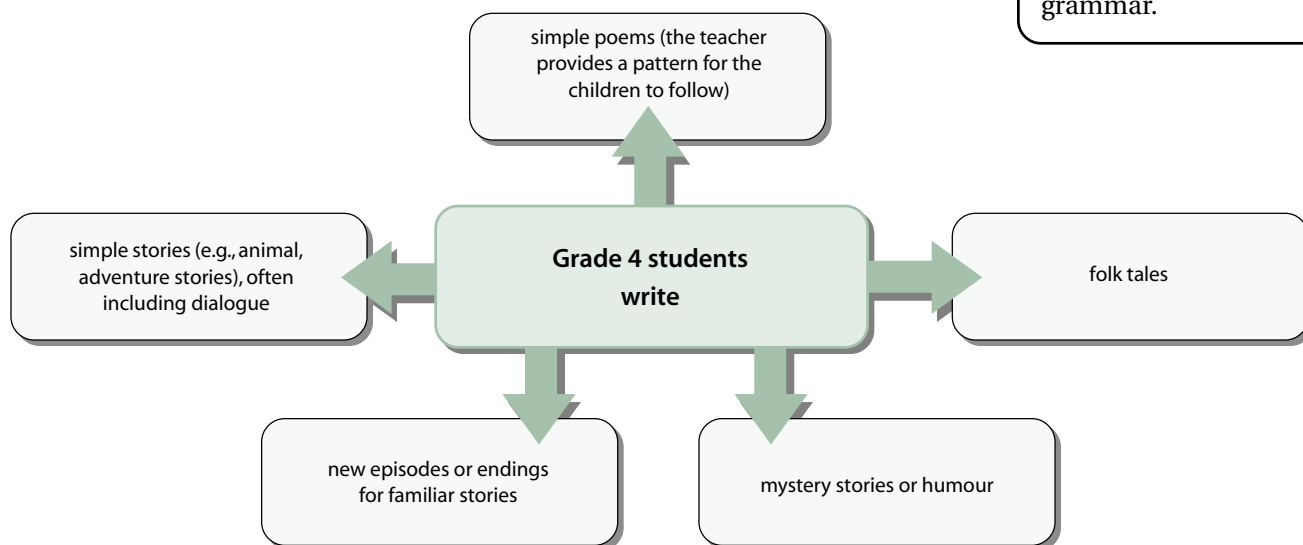 grammar.
simple poems (the teacher
provides a pattern for the
children to follow)
simple stories (e.g., animal,
adventure stories), often
including dialogue
Grade 4 students
write
folk tales
new episodes or endings
for familiar stories
mystery stories or humour